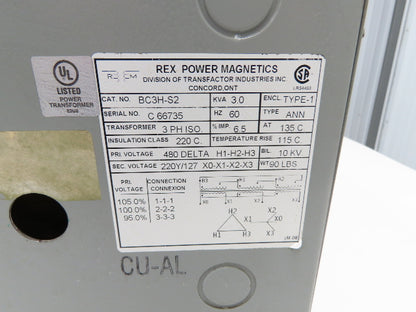 UL
LISTED
POWER
TRANSFORMER
REX POWER MAGNETICS
DIVISION OF TRANSFACTOR INDUSTRIES INC
CONCORD,ONT
CAT. NO. BC3H-S2 KVA 3.0 ENCL TYPE-1
SERIAL NO. C 66735 HZ 60 TYPE ANN
TRANSFORMER 3 PH ISO. % IMP 6.5 AT 135 C
INSULATION CLASS 220 C. TEMPERATURE RISE 115 C
PRI. VOLTAGE 480 DELTA H1-H2-H3 BIL 10 KV
SEC. VOLTAGE 220Y/127 X0-X1-X2-X3 WT 90 LBS
PRI. CONNECTION
VOLTAGE CONNEXION
105.0% 1-1-1
100.0% 2-2-2
95.0% 3-3-3
H2 X2
X1 X0
H1 H3 X3
CU-AL